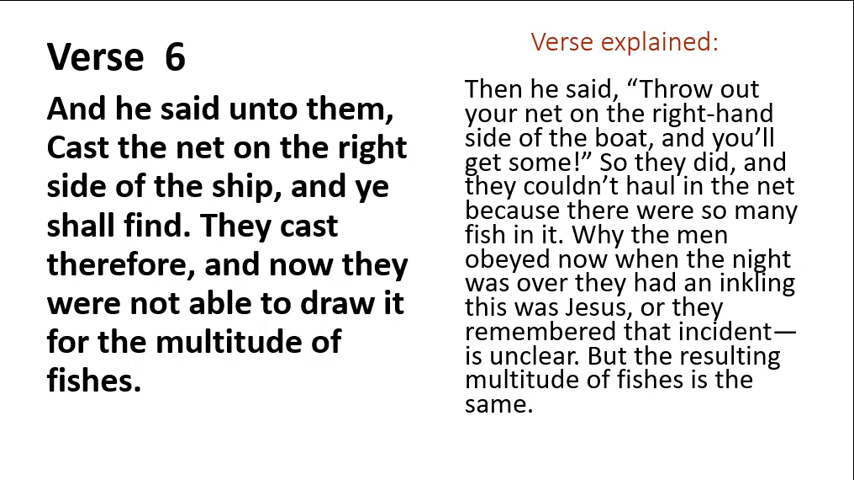 Verse 6
And he said unto them,
Cast the net on the right
side of the ship, and ye
shall find. They cast
therefore, and now they
were not able to draw it
for the multitude of
fishes.
Verse explained:
Then he said, “Throw out
your net on the right-hand
side of the boat, and you’ll
get some!” So they did, and
they couldn’t haul in the net
because there were so many
fish in it. Why the men
obeyed now when the night
was over they had an inkling
this was Jesus, or they
remembered that incident—
is unclear. But the resulting
multitude of fishes is the
same.